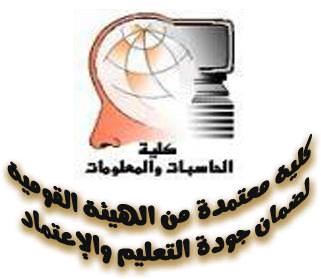 كلية
الحاسبات والمعلومات
كلية معتمدة من الهيئة القومية
لضمان جودة التعليم والإعتماد